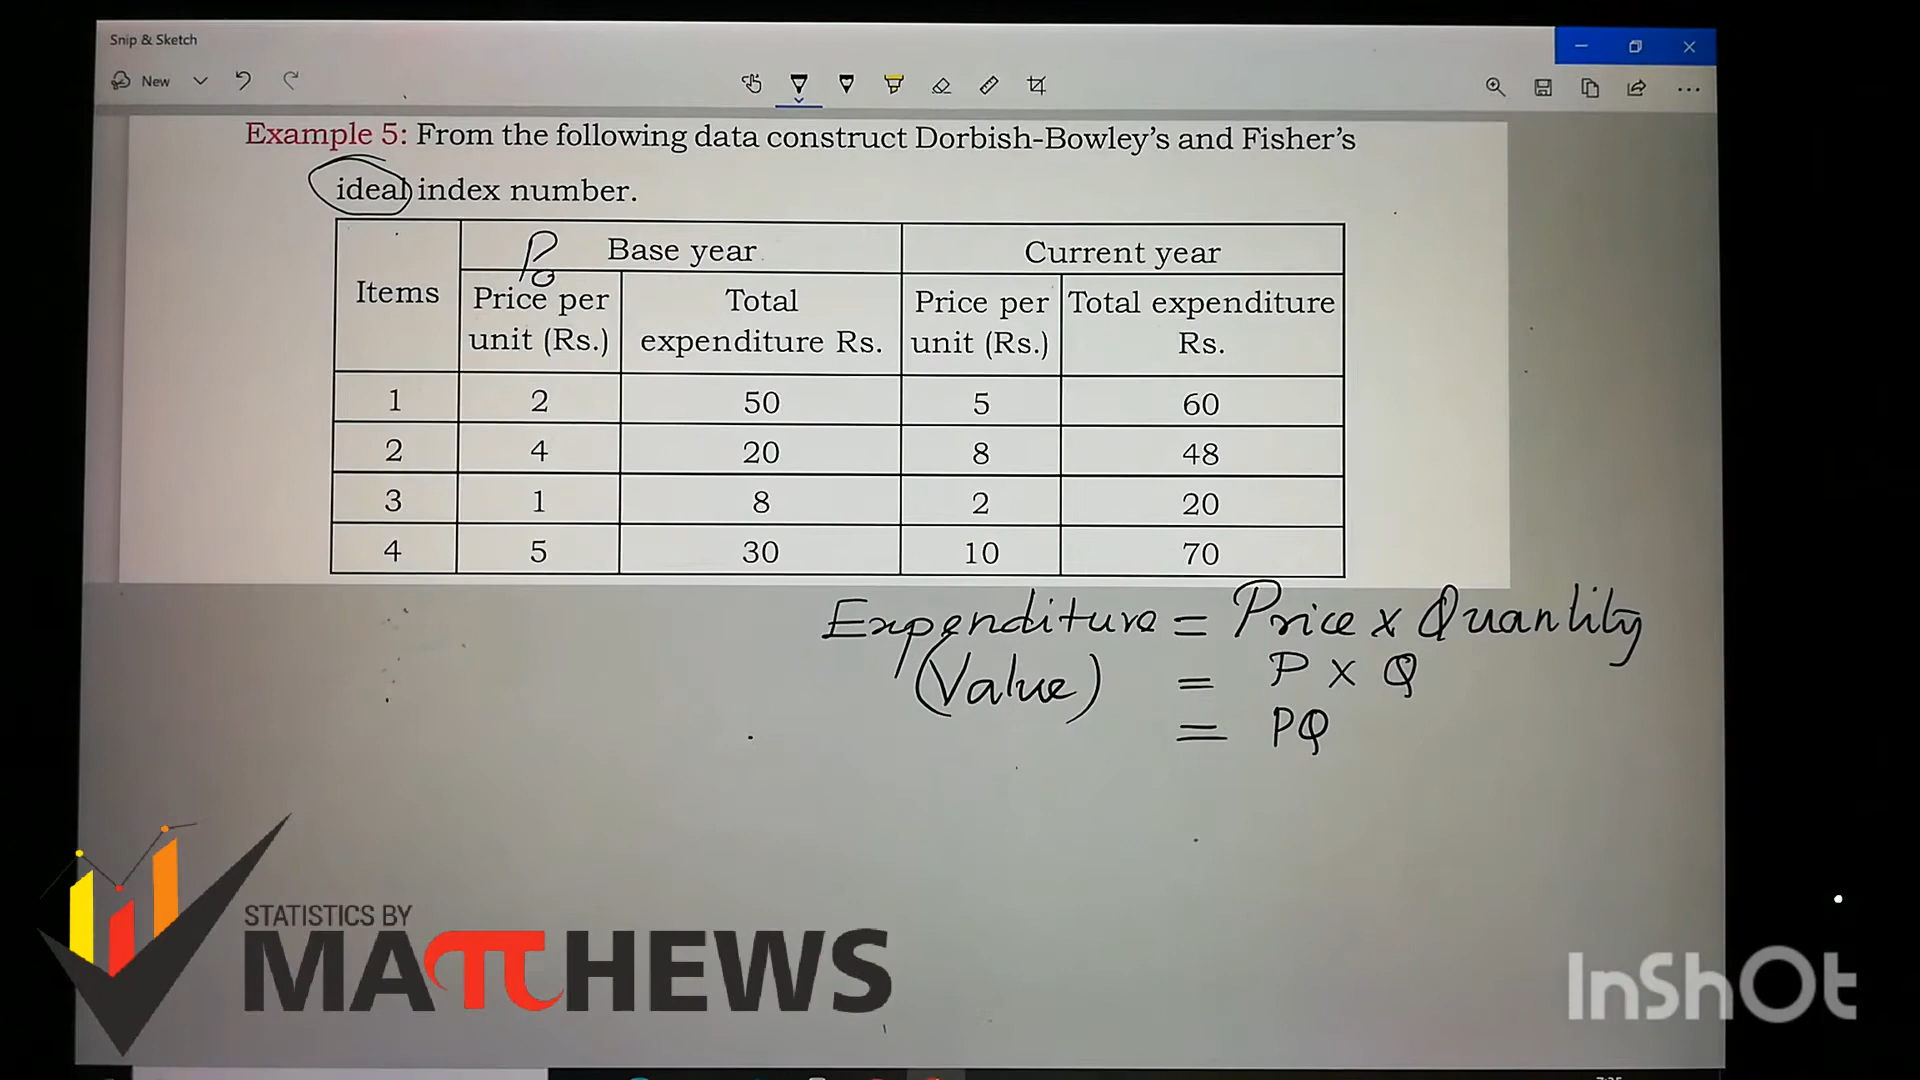 Snip & Sketch
New
Example 5: From the following data construct Dorbish-Bowley's and Fisher's
ideal index number.
P0
Items Base year Current year
Price per unit (Rs.) Total expenditure Rs. Price per unit (Rs.) Total expenditure Rs.
1 2 50 5 60
2 4 20 8 48
3 1 8 2 20
4 5 30 10 70
Expenditure = Price x Quantity
(Value) = P X Q
= PQ
STATISTICS BY
MATTHEWS
InShOt